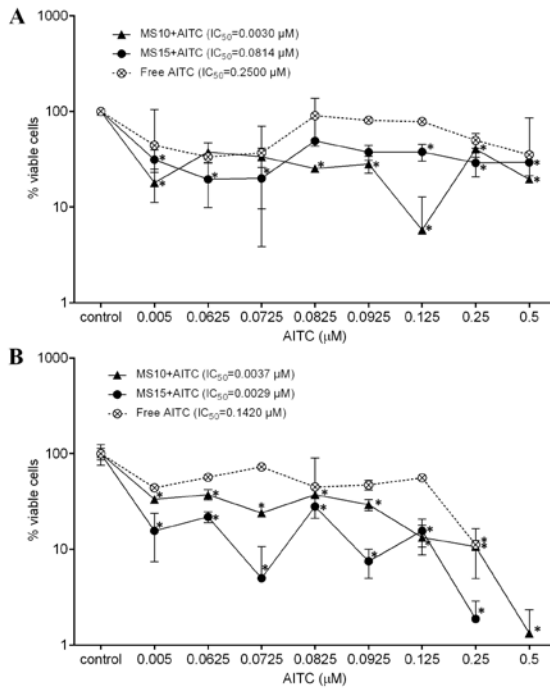 A
1000
MS10+AITC (IC50=0.0030 µM)
MS15+AITC (IC50=0.0814 µM)
Free AITC (IC50=0.2500 µM)
100
% viable cells
10
1
control 0.005 0.0625 0.0725 0.0825 0.0925 0.125 0.25 0.5
AITC (µM)
B
1000
MS10+AITC (IC50=0.0037 µM)
MS15+AITC (IC50=0.0029 µM)
Free AITC (IC50=0.1420 µM)
100
% viable cells
10
1
control 0.005 0.0625 0.0725 0.0825 0.0925 0.125 0.25 0.5
AITC (µM)